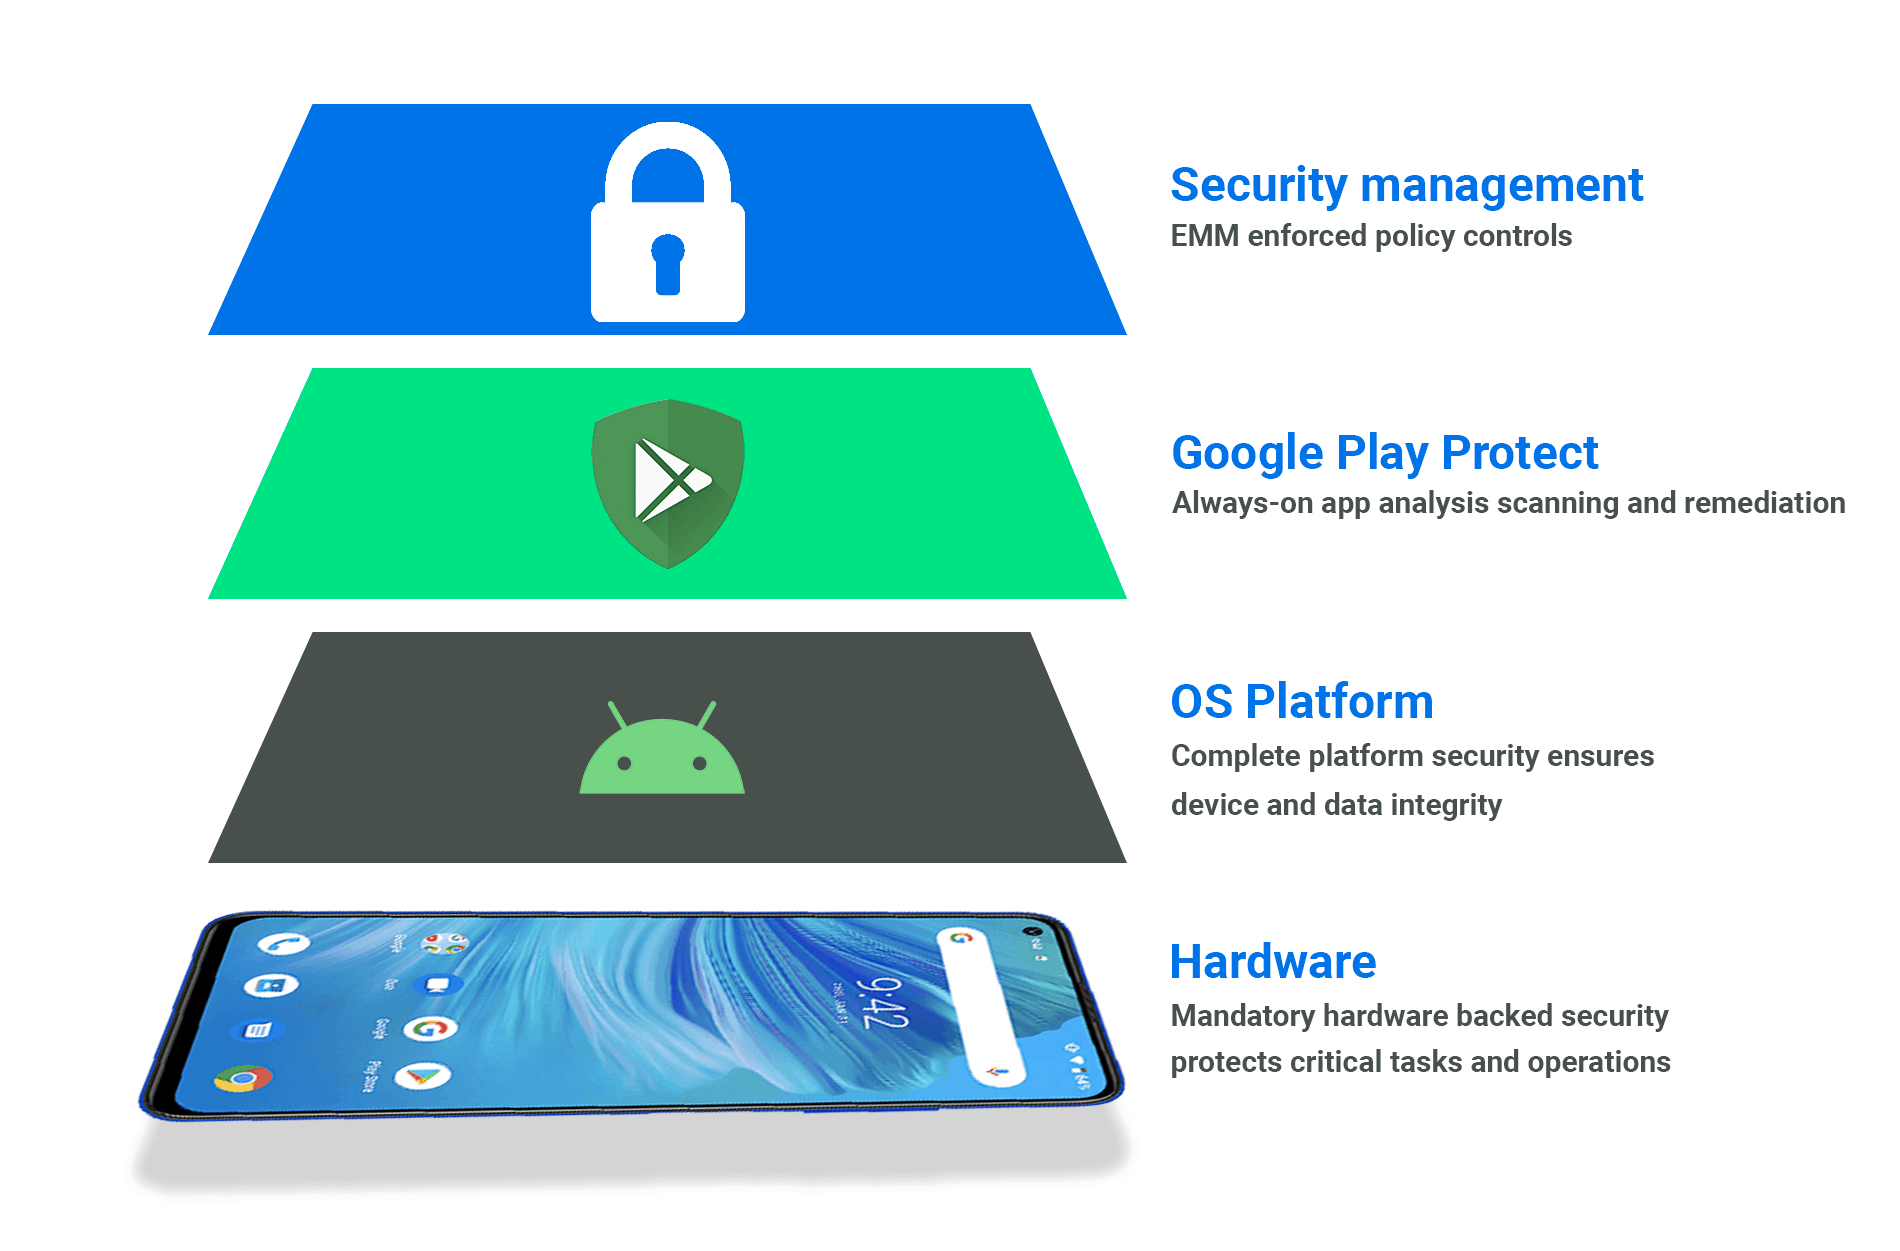 Security management
EMM enforced policy controls
Google Play Protect
Always-on app analysis scanning and remediation
OS Platform
Complete platform security ensures
device and data integrity
Hardware
Mandatory hardware backed security
protects critical tasks and operations
9:42
Google
Duo
Google
Play Store